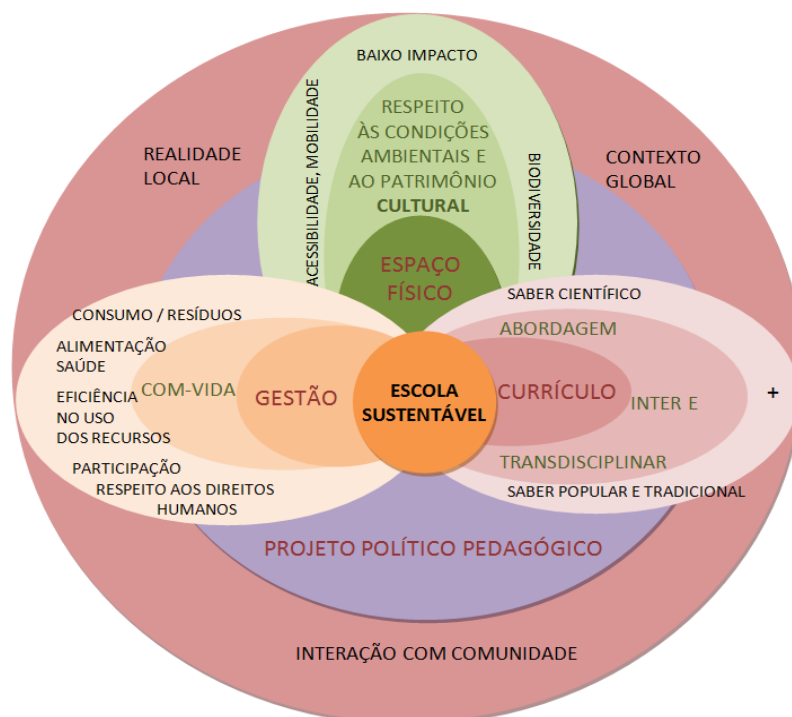 BAIXO IMPACTO
ACESSIBILIDADE, MOBILIDADE
RESPEITO
ÀS CONDIÇÕES
AMBIENTAIS E
AO PATRIMÔNIO
CULTURAL
BIODIVERSIDADE
REALIDADE
LOCAL
CONTEXTO
GLOBAL
ESPAÇO
FÍSICO
CONSUMO / RESÍDUOS
ALIMENTAÇÃO
SAÚDE
EFICIÊNCIA
NO USO
DOS RECURSOS
PARTICIPAÇÃO
RESPEITO AOS DIREITOS
HUMANOS
COM-VIDA
GESTÃO
ESCOLA
SUSTENTÁVEL
CURRÍCULO
SABER CIENTÍFICO
ABORDAGEM
INTER E
+
TRANSDISCIPLINAR
SABER POPULAR E TRADICIONAL
PROJETO POLÍTICO PEDAGÓGICO
INTERAÇÃO COM COMUNIDADE